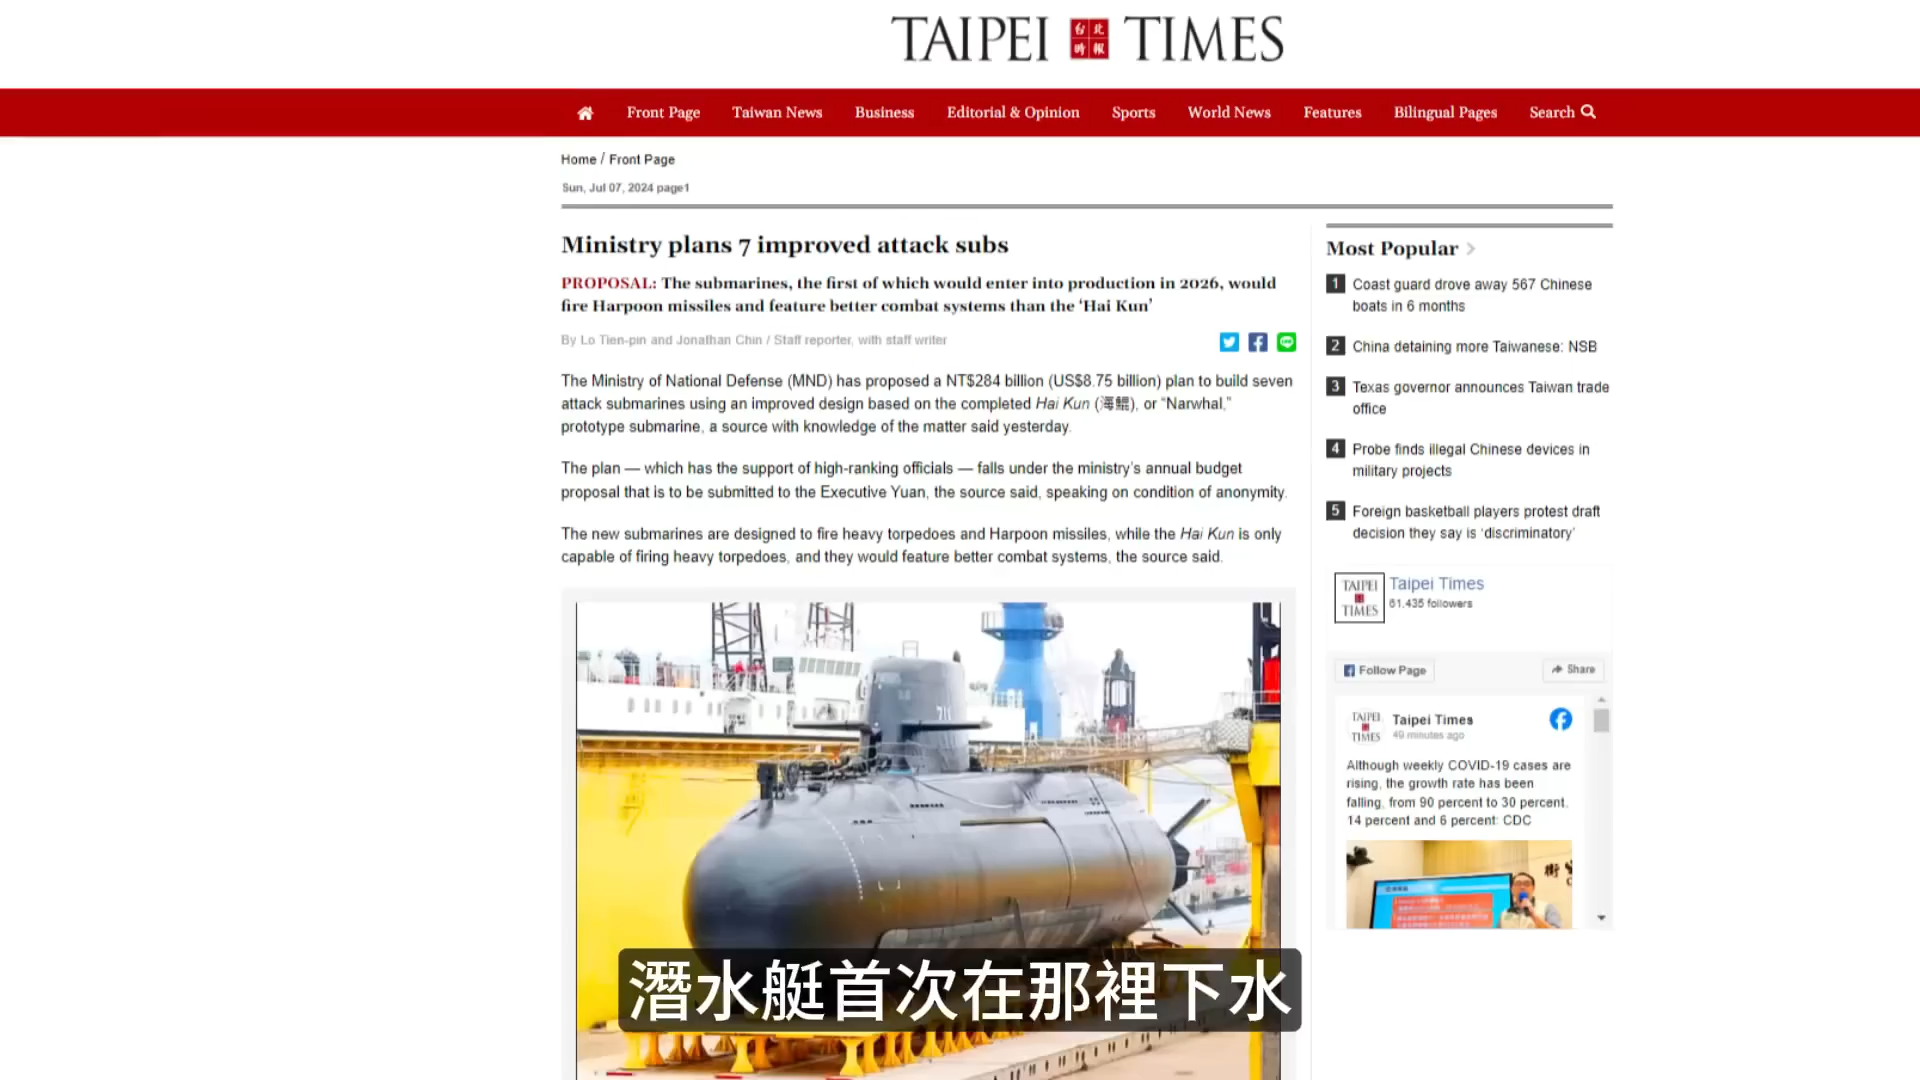 TAIPEI 台北時報 TIMES
Front Page Taiwan News Business Editorial & Opinion Sports World News Features Bilingual Pages Search
Home / Front Page
Sun, Jul 07, 2024 page1
Ministry plans 7 improved attack subs
PROPOSAL: The submarines, the first of which would enter into production in 2026, would
fire Harpoon missiles and feature better combat systems than the ‘Hai Kun’
By Lo Tien-pin and Jonathan Chin / Staff reporter, with staff writer
The Ministry of National Defense (MND) has proposed a NT$284 billion (US$8.75 billion) plan to build seven
attack submarines using an improved design based on the completed Hai Kun (海鯤), or “Narwhal,”
prototype submarine, a source with knowledge of the matter said yesterday.
The plan — which has the support of high-ranking officials — falls under the ministry’s annual budget
proposal that is to be submitted to the Executive Yuan, the source said, speaking on condition of anonymity.
The new submarines are designed to fire heavy torpedoes and Harpoon missiles, while the Hai Kun is only
capable of firing heavy torpedoes, and they would feature better combat systems, the source said.
711
潛水艇首次在那裡下水
Most Popular
1 Coast guard drove away 567 Chinese
boats in 6 months
2 China detaining more Taiwanese: NSB
3 Texas governor announces Taiwan trade
office
4 Probe finds illegal Chinese devices in
military projects
5 Foreign basketball players protest draft
decision they say is ‘discriminatory’
TAIPEI TIMES
Taipei Times
61,435 followers
Follow Page Share
TAIPEI TIMES
Taipei Times
49 minutes ago
Although weekly COVID-19 cases are
rising, the growth rate has been
falling, from 90 percent to 30 percent.
14 percent and 6 percent: CDC